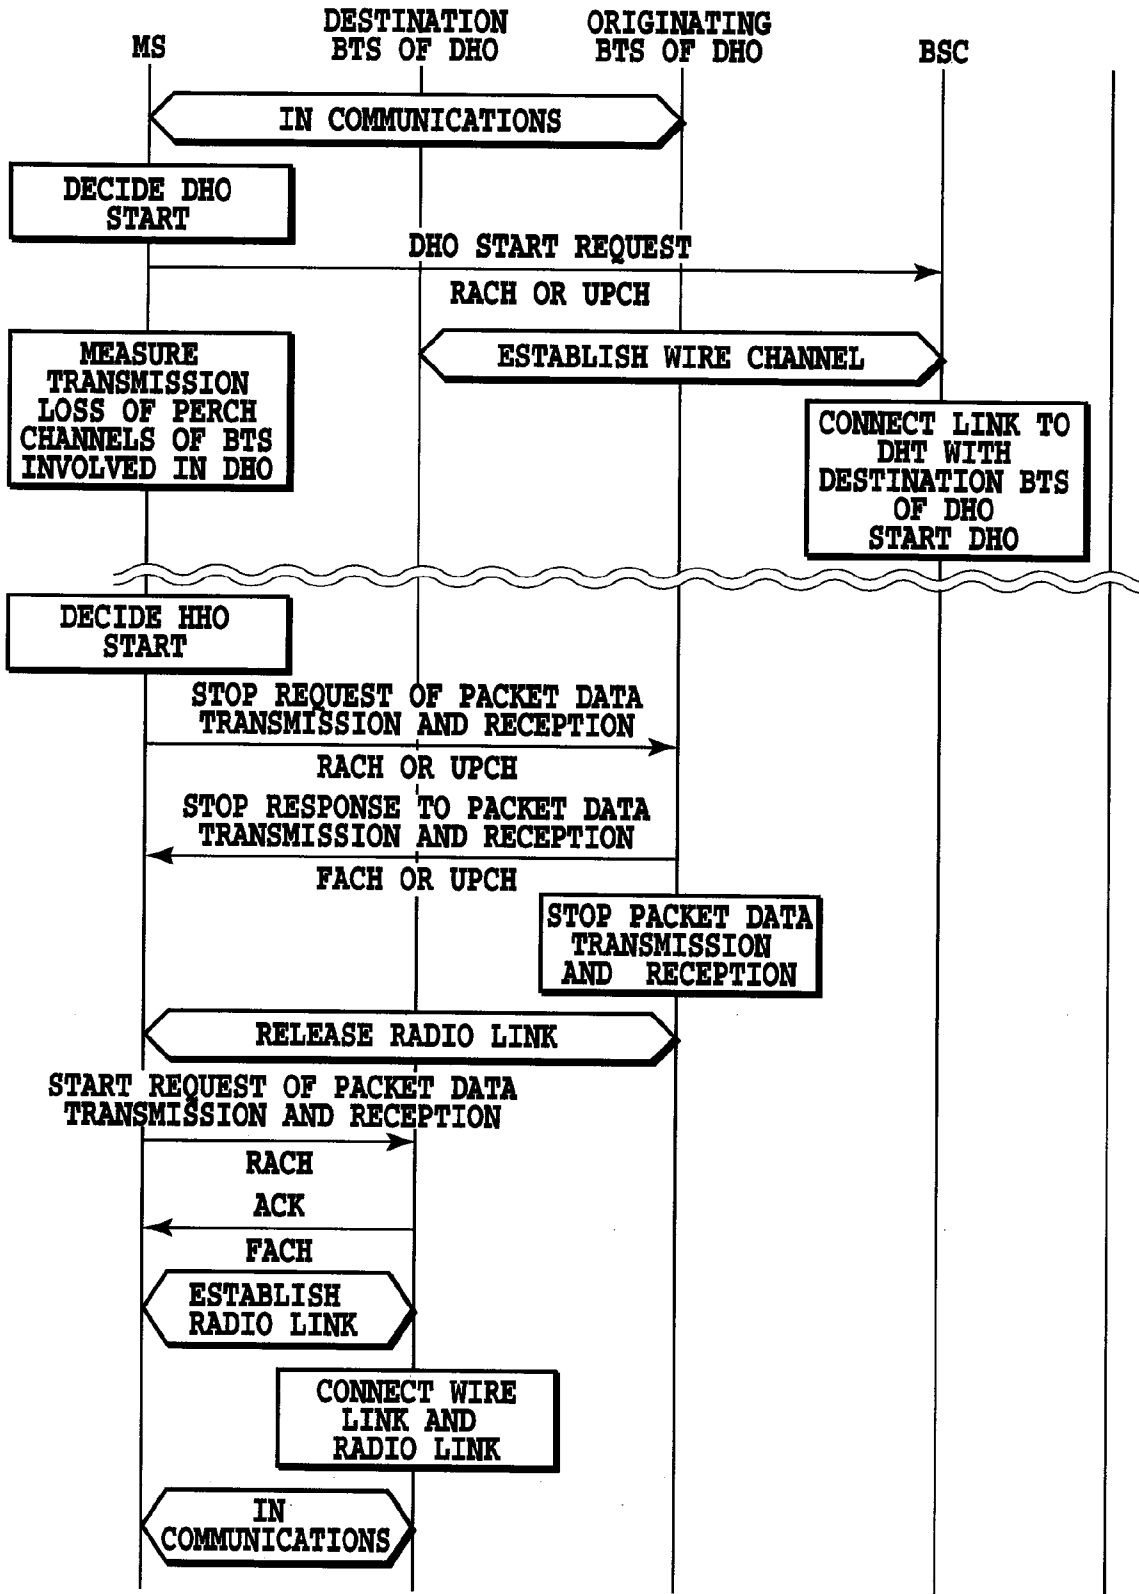 MS
DESTINATION
BTS OF DHO
ORIGINATING
BTS OF DHO
BSC
IN COMMUNICATIONS
DECIDE DHO
START
DHO START REQUEST
RACH OR UPCH
MEASURE
TRANSMISSION
LOSS OF PERCH
CHANNELS OF BTS
INVOLVED IN DHO
ESTABLISH WIRE CHANNEL
CONNECT LINK TO
DHT WITH
DESTINATION BTS
OF DHO
START DHO
DECIDE HHO
START
STOP REQUEST OF PACKET DATA
TRANSMISSION AND RECEPTION
RACH OR UPCH
STOP RESPONSE TO PACKET DATA
TRANSMISSION AND RECEPTION
FACH OR UPCH
STOP PACKET DATA
TRANSMISSION
AND RECEPTION
RELEASE RADIO LINK
START REQUEST OF PACKET DATA
TRANSMISSION AND RECEPTION
RACH
ACK
FACH
ESTABLISH
RADIO LINK
CONNECT WIRE
LINK AND
RADIO LINK
IN
COMMUNICATIONS